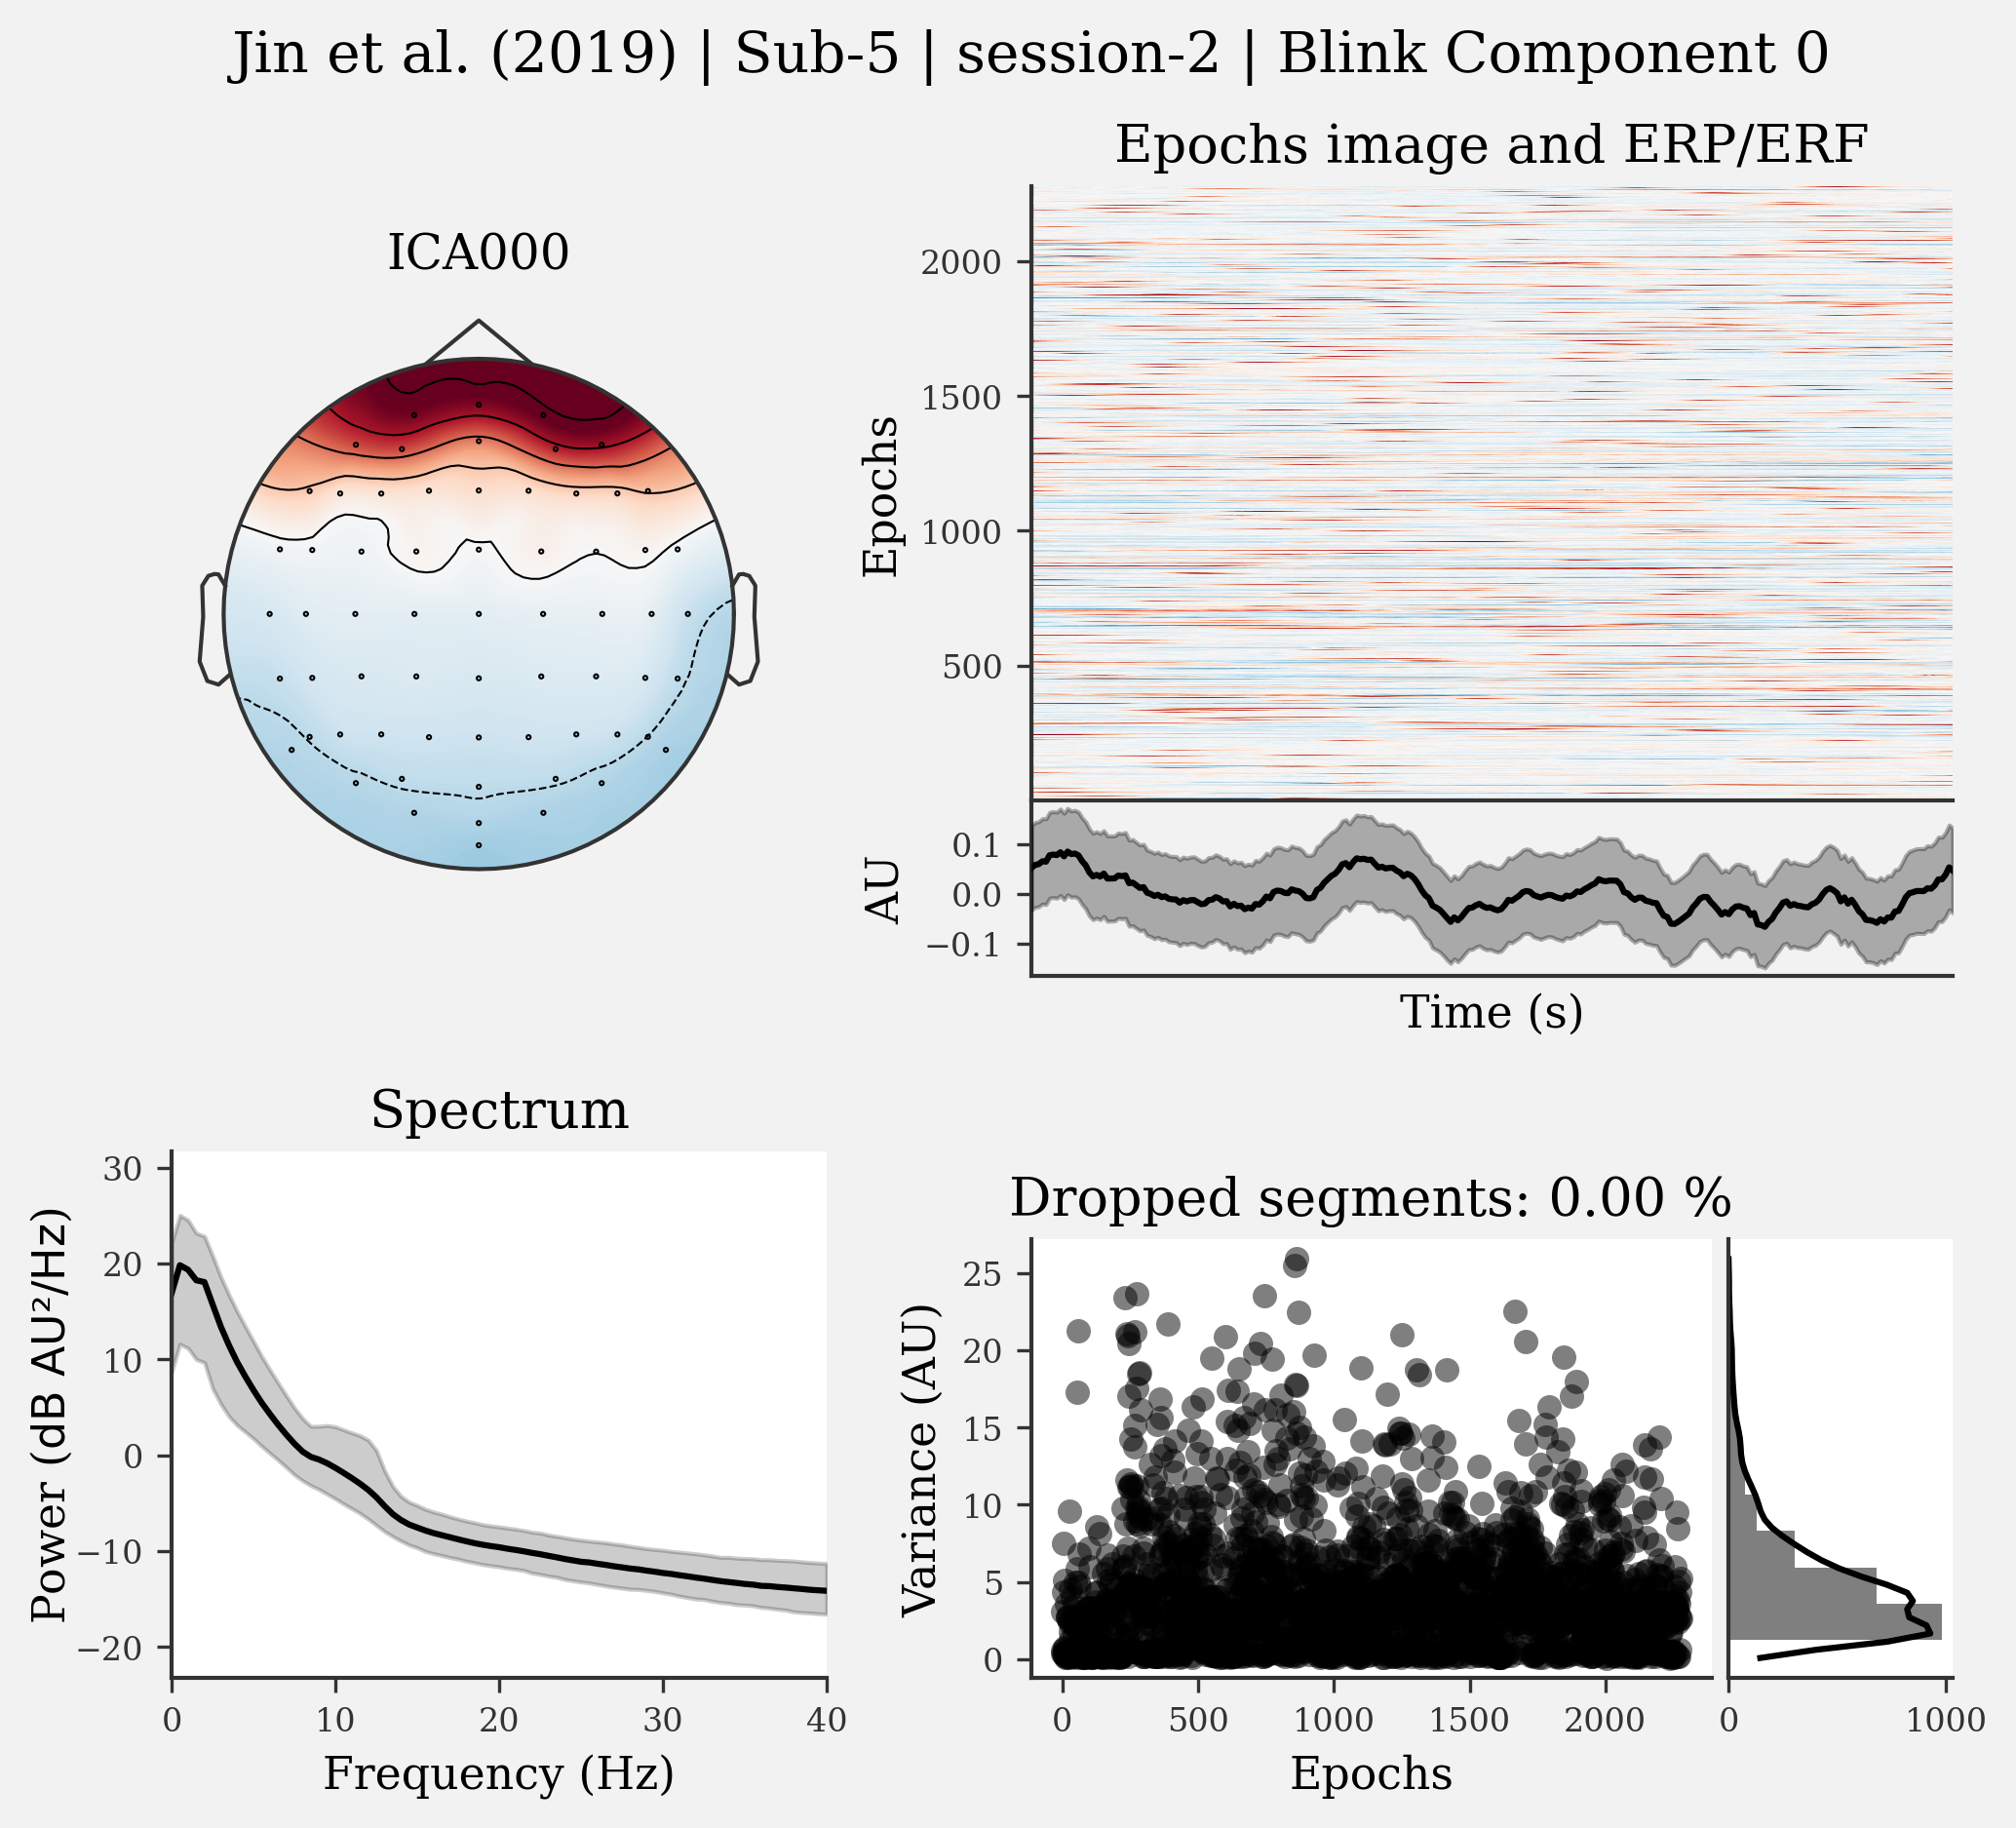 Jin et al. (2019) | Sub-5 | session-2 | Blink Component 0
ICA000
Epochs image and ERP/ERF
2000
1500
1000
500
Epochs
0.1
0.0
−0.1
AU
Time (s)
Spectrum
30
20
10
0
−10
−20
Power (dB AU²/Hz)
0 10 20 30 40
Frequency (Hz)
Dropped segments: 0.00 %
25
20
15
10
5
0
Variance (AU)
0 500 1000 1500 2000
Epochs
0 1000